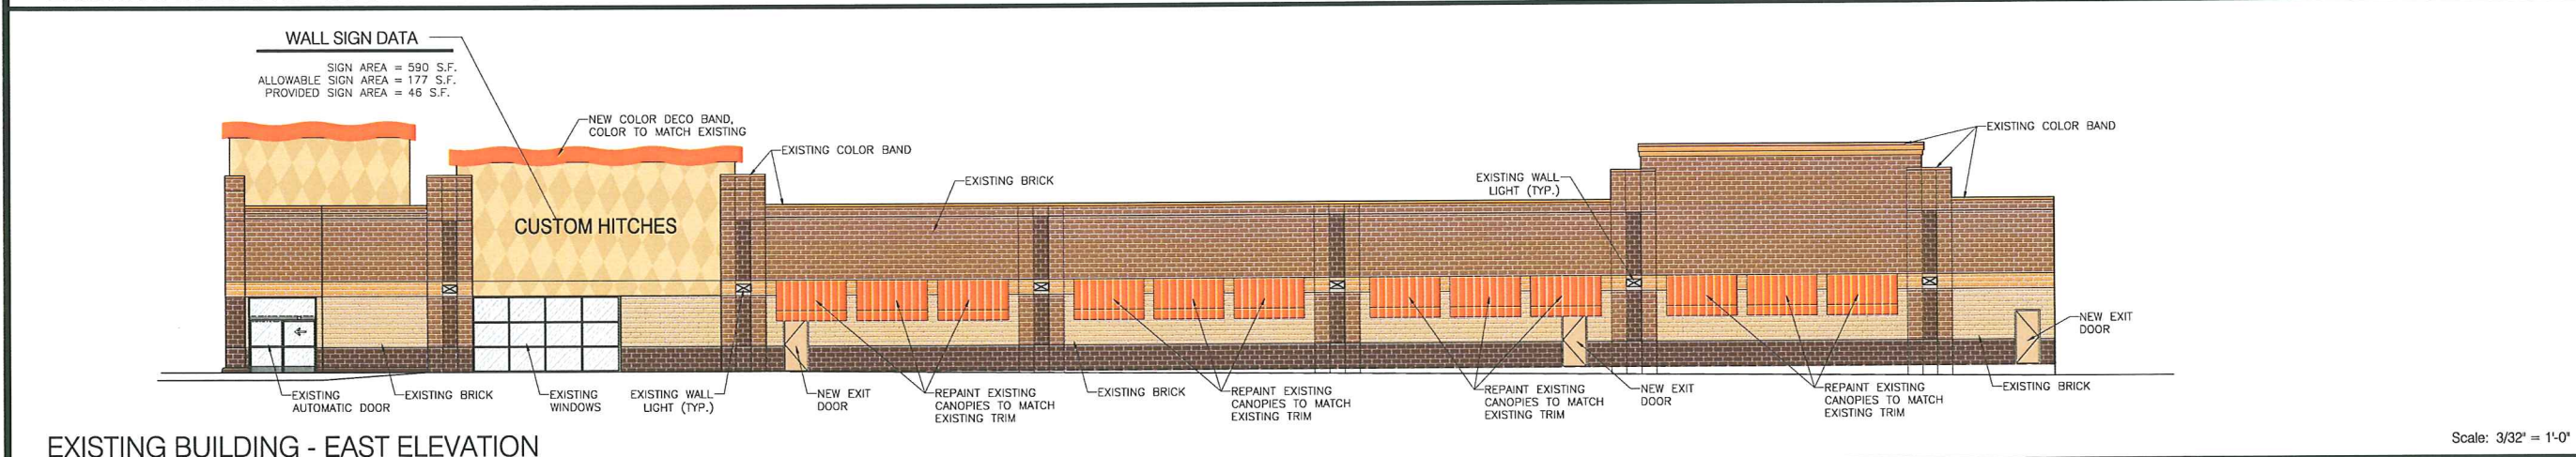 WALL SIGN DATA
SIGN AREA = 590 S.F.
ALLOWABLE SIGN AREA = 177 S.F.
PROVIDED SIGN AREA = 46 S.F.
NEW COLOR DECO BAND,
COLOR TO MATCH EXISTING
EXISTING COLOR BAND
EXISTING BRICK
EXISTING WALL
LIGHT (TYP.)
EXISTING COLOR BAND
CUSTOM HITCHES
NEW EXIT
DOOR
EXISTING
AUTOMATIC DOOR
EXISTING BRICK
EXISTING
WINDOWS
EXISTING WALL
LIGHT (TYP.)
NEW EXIT
DOOR
REPAINT EXISTING
CANOPIES TO MATCH
EXISTING TRIM
EXISTING BRICK
REPAINT EXISTING
CANOPIES TO MATCH
EXISTING TRIM
REPAINT EXISTING
CANOPIES TO MATCH
EXISTING TRIM
NEW EXIT
DOOR
REPAINT EXISTING
CANOPIES TO MATCH
EXISTING TRIM
EXISTING BRICK
EXISTING BUILDING - EAST ELEVATION
Scale: 3/32" = 1'-0"